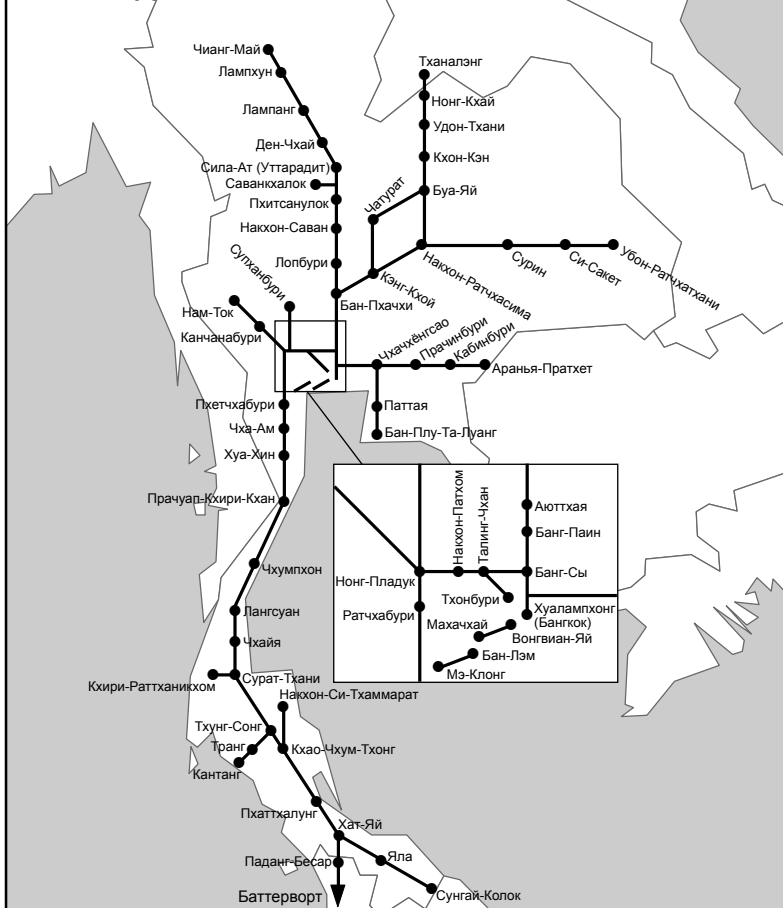 Чианг-Май
Лампхун
Лампанг
Ден-Чхай
Сила-Ат (Уттарадит)
Саванкхалок
Пхитсанулок
Накхон-Саван
Лопбури
Бан-Пхачхи
Тханалэнг
Нонг-Кхай
Удон-Тхани
Кхон-Кэн
Буа-Яй
Чатурат
Кэнг-Кхой
Накхон-Ратчхасима
Сурин
Си-Сакет
Убон-Ратчхатхани
Супханбури
Нам-Ток
Канчанабури
Чхачхёнгсао
Прачинбури
Кабинбури
Аранья-Пратхет
Паттая
Бан-Плу-Та-Луанг
Пхетчхабури
Чха-Ам
Хуа-Хин
Прачуап-Кхири-Кхан
Чхумпхон
Лангсуан
Чхайя
Кхири-Раттханикхом
Сурат-Тхани
Накхон-Си-Тхаммарат
Тхунг-Сонг
Транг
Кантанг
Кхао-Чхум-Тхонг
Пхаттхалунг
Хат-Яй
Паданг-Бесар
Яла
Сунгай-Колок
Баттерворт
Накхон-Патхом
Талинг-Чхан
Аюттхая
Банг-Паин
Банг-Сы
Нонг-Пладук
Ратчхабури
Тхонбури
Хуалампхонг
(Бангкок)
Махачхай
Вонгвиан-Яй
Бан-Лэм
Мэ-Клонг